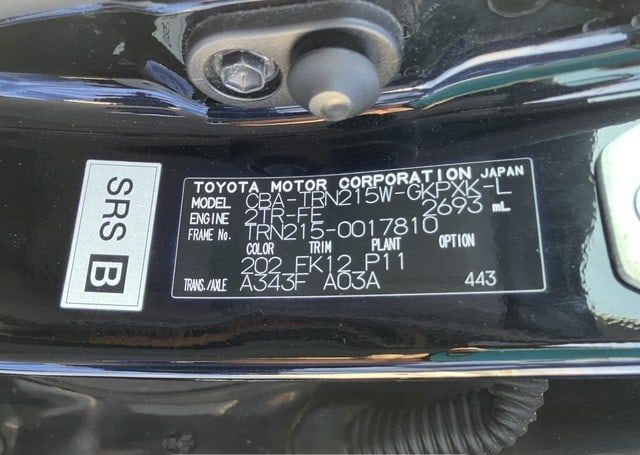 TOYOTA MOTOR CORPORATION JAPAN
MODEL CBA-TRN215W-GKPXK-L
ENGINE 2TR-FE 2693 mL
FRAME No. TRN215-0017810
COLOR TRIM PLANT OPTION
202 FK12 P11
TRANS./AXLE A343F A03A 443
SRS B